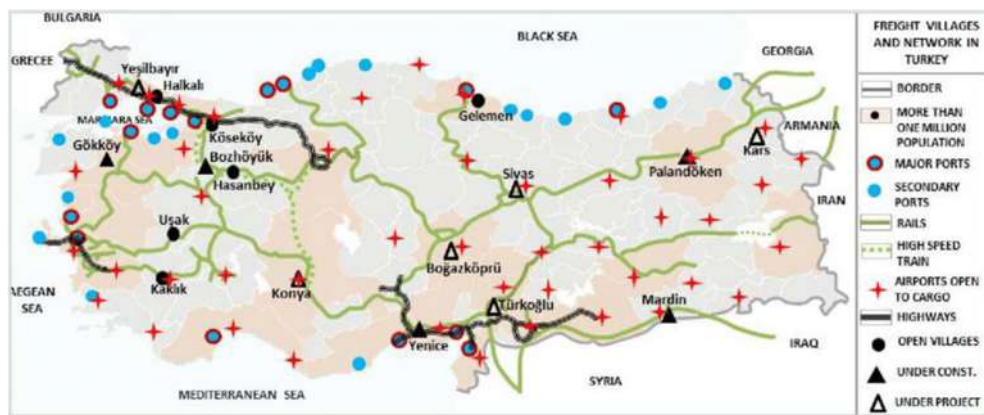 BULGARIA
GRECEE
BLACK SEA
GEORGIA
ARMANIA
IRAN
IRAQ
SYRIA
MEDITERRANEAN SEA
AEGEAN
SEA
MARMARA SEA
Yeşilbayır
Halkalı
Köseköy
Gökköy
Bozhöyük
Hasanbey
Gelemen
Sivas
Palandöken
Kars
Uşak
Kaklık
Konya
Boğazköprü
Türkoğlu
Yenice
Mardin
FREIGHT VILLAGES
AND NETWORK IN
TURKEY
BORDER
MORE THAN
ONE MILLION
POPULATION
MAJOR PORTS
SECONDARY
PORTS
RAILS
HIGH SPEED
TRAIN
AIRPORTS OPEN
TO CARGO
HIGHWAYS
OPEN VILLAGES
UNDER CONST.
UNDER PROJECT